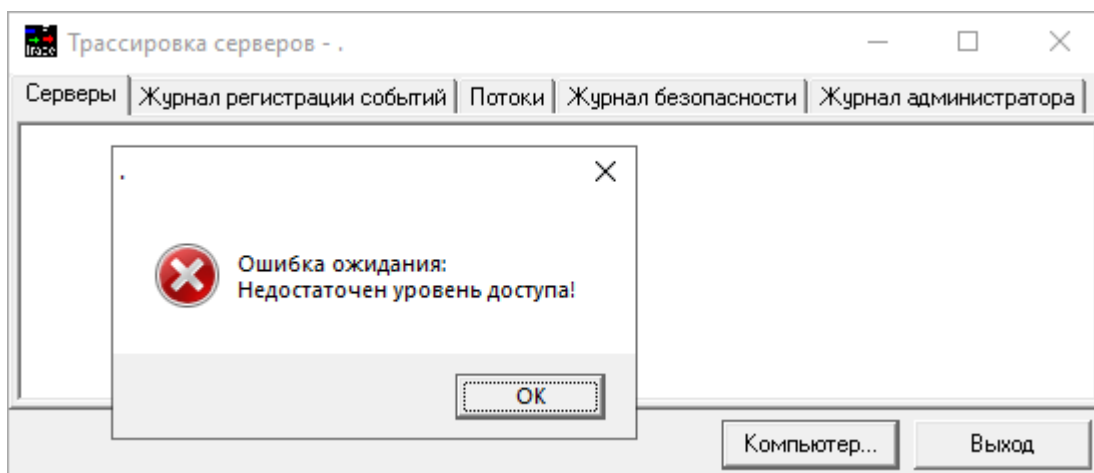 trace
Трассировка серверов - .
Серверы Журнал регистрации событий Потоки Журнал безопасности Журнал администратора
.
Ошибка ожидания:
Недостаточен уровень доступа!
OK
Компьютер... Выход